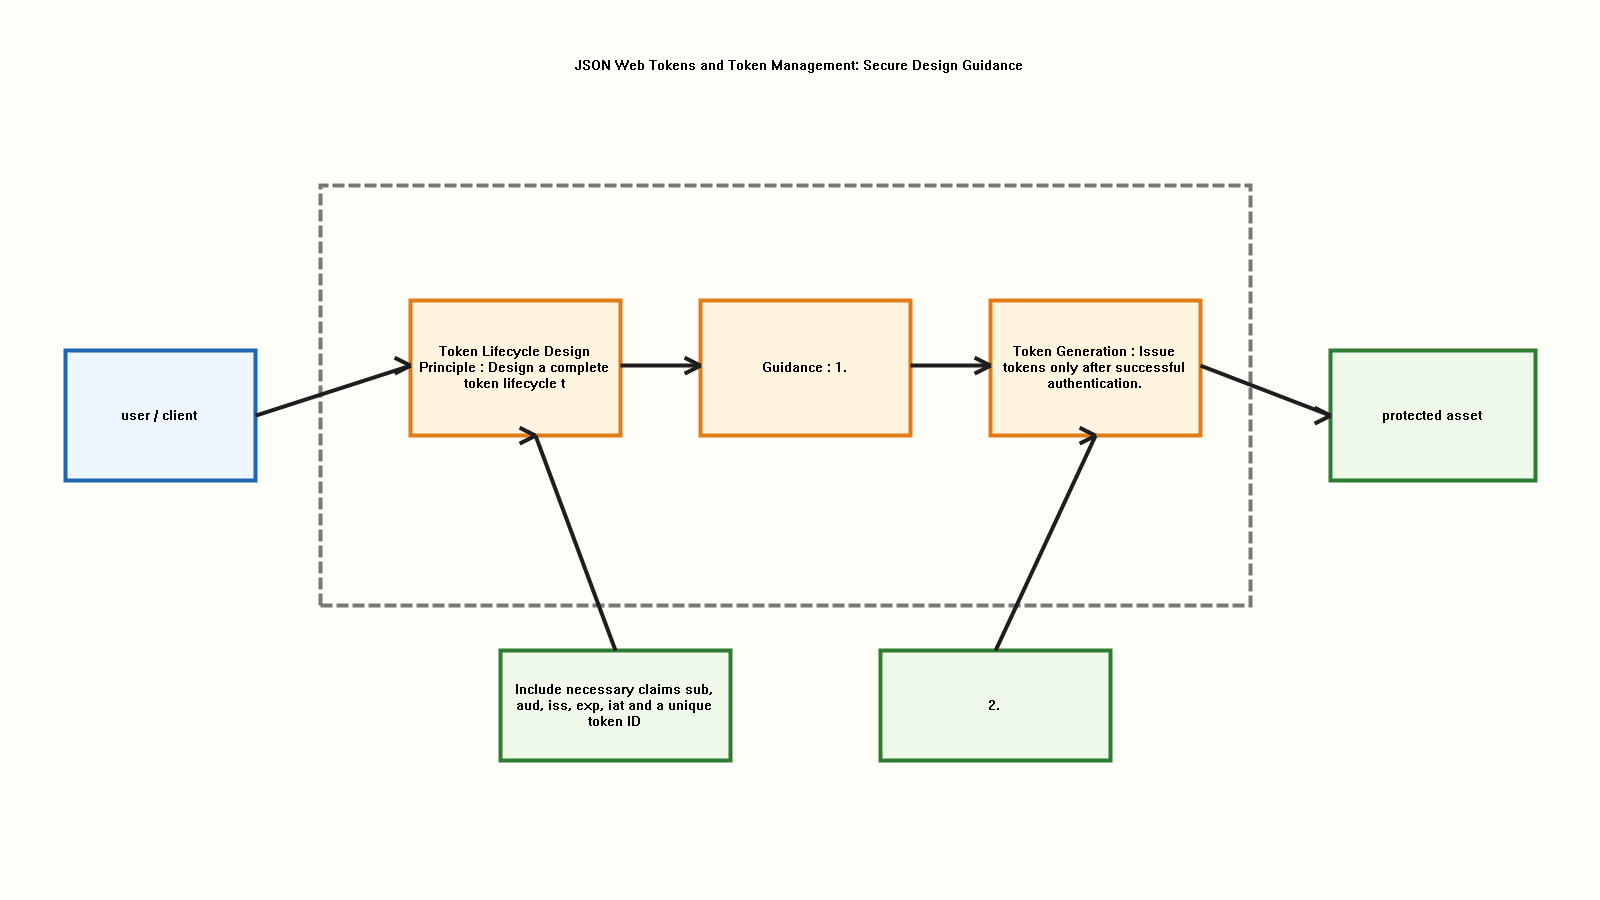 JSON Web Tokens and Token Management: Secure Design Guidance
user / client
Token Lifecycle Design
Principle : Design a complete
token lifecycle t
Guidance : 1.
Token Generation : Issue
tokens only after successful
authentication.
protected asset
Include necessary claims sub,
aud, iss, exp, iat and a unique
token ID
2.